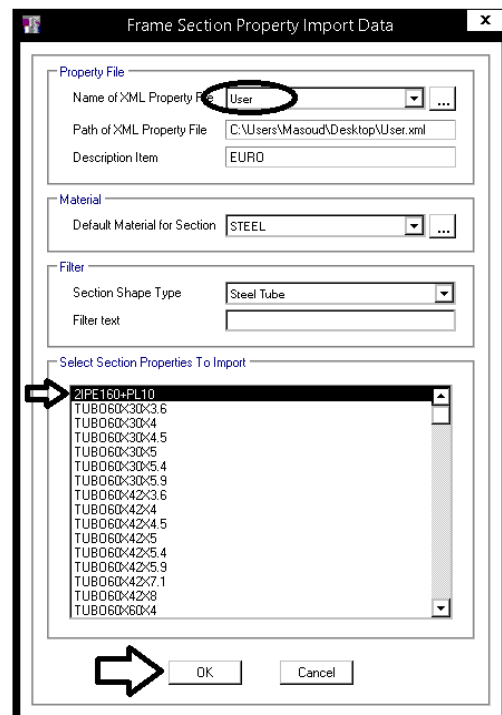 Frame Section Property Import Data
x
Property File
Name of XML Property File User ...
Path of XML Property File C:\Users\Masoud\Desktop\User.xml
Description Item EURO
Material
Default Material for Section STEEL ...
Filter
Section Shape Type Steel Tube
Filter text
Select Section Properties To Import
2IPE160+PL10
TUBO60X30X3.6
TUBO60X30X4
TUBO60X30X4.5
TUBO60X30X5
TUBO60X30X5.4
TUBO60X30X5.9
TUBO60X42X3.6
TUBO60X42X4
TUBO60X42X4.5
TUBO60X42X5
TUBO60X42X5.4
TUBO60X42X5.9
TUBO60X42X7.1
TUBO60X42X8
TUBO60X60X4
OK Cancel